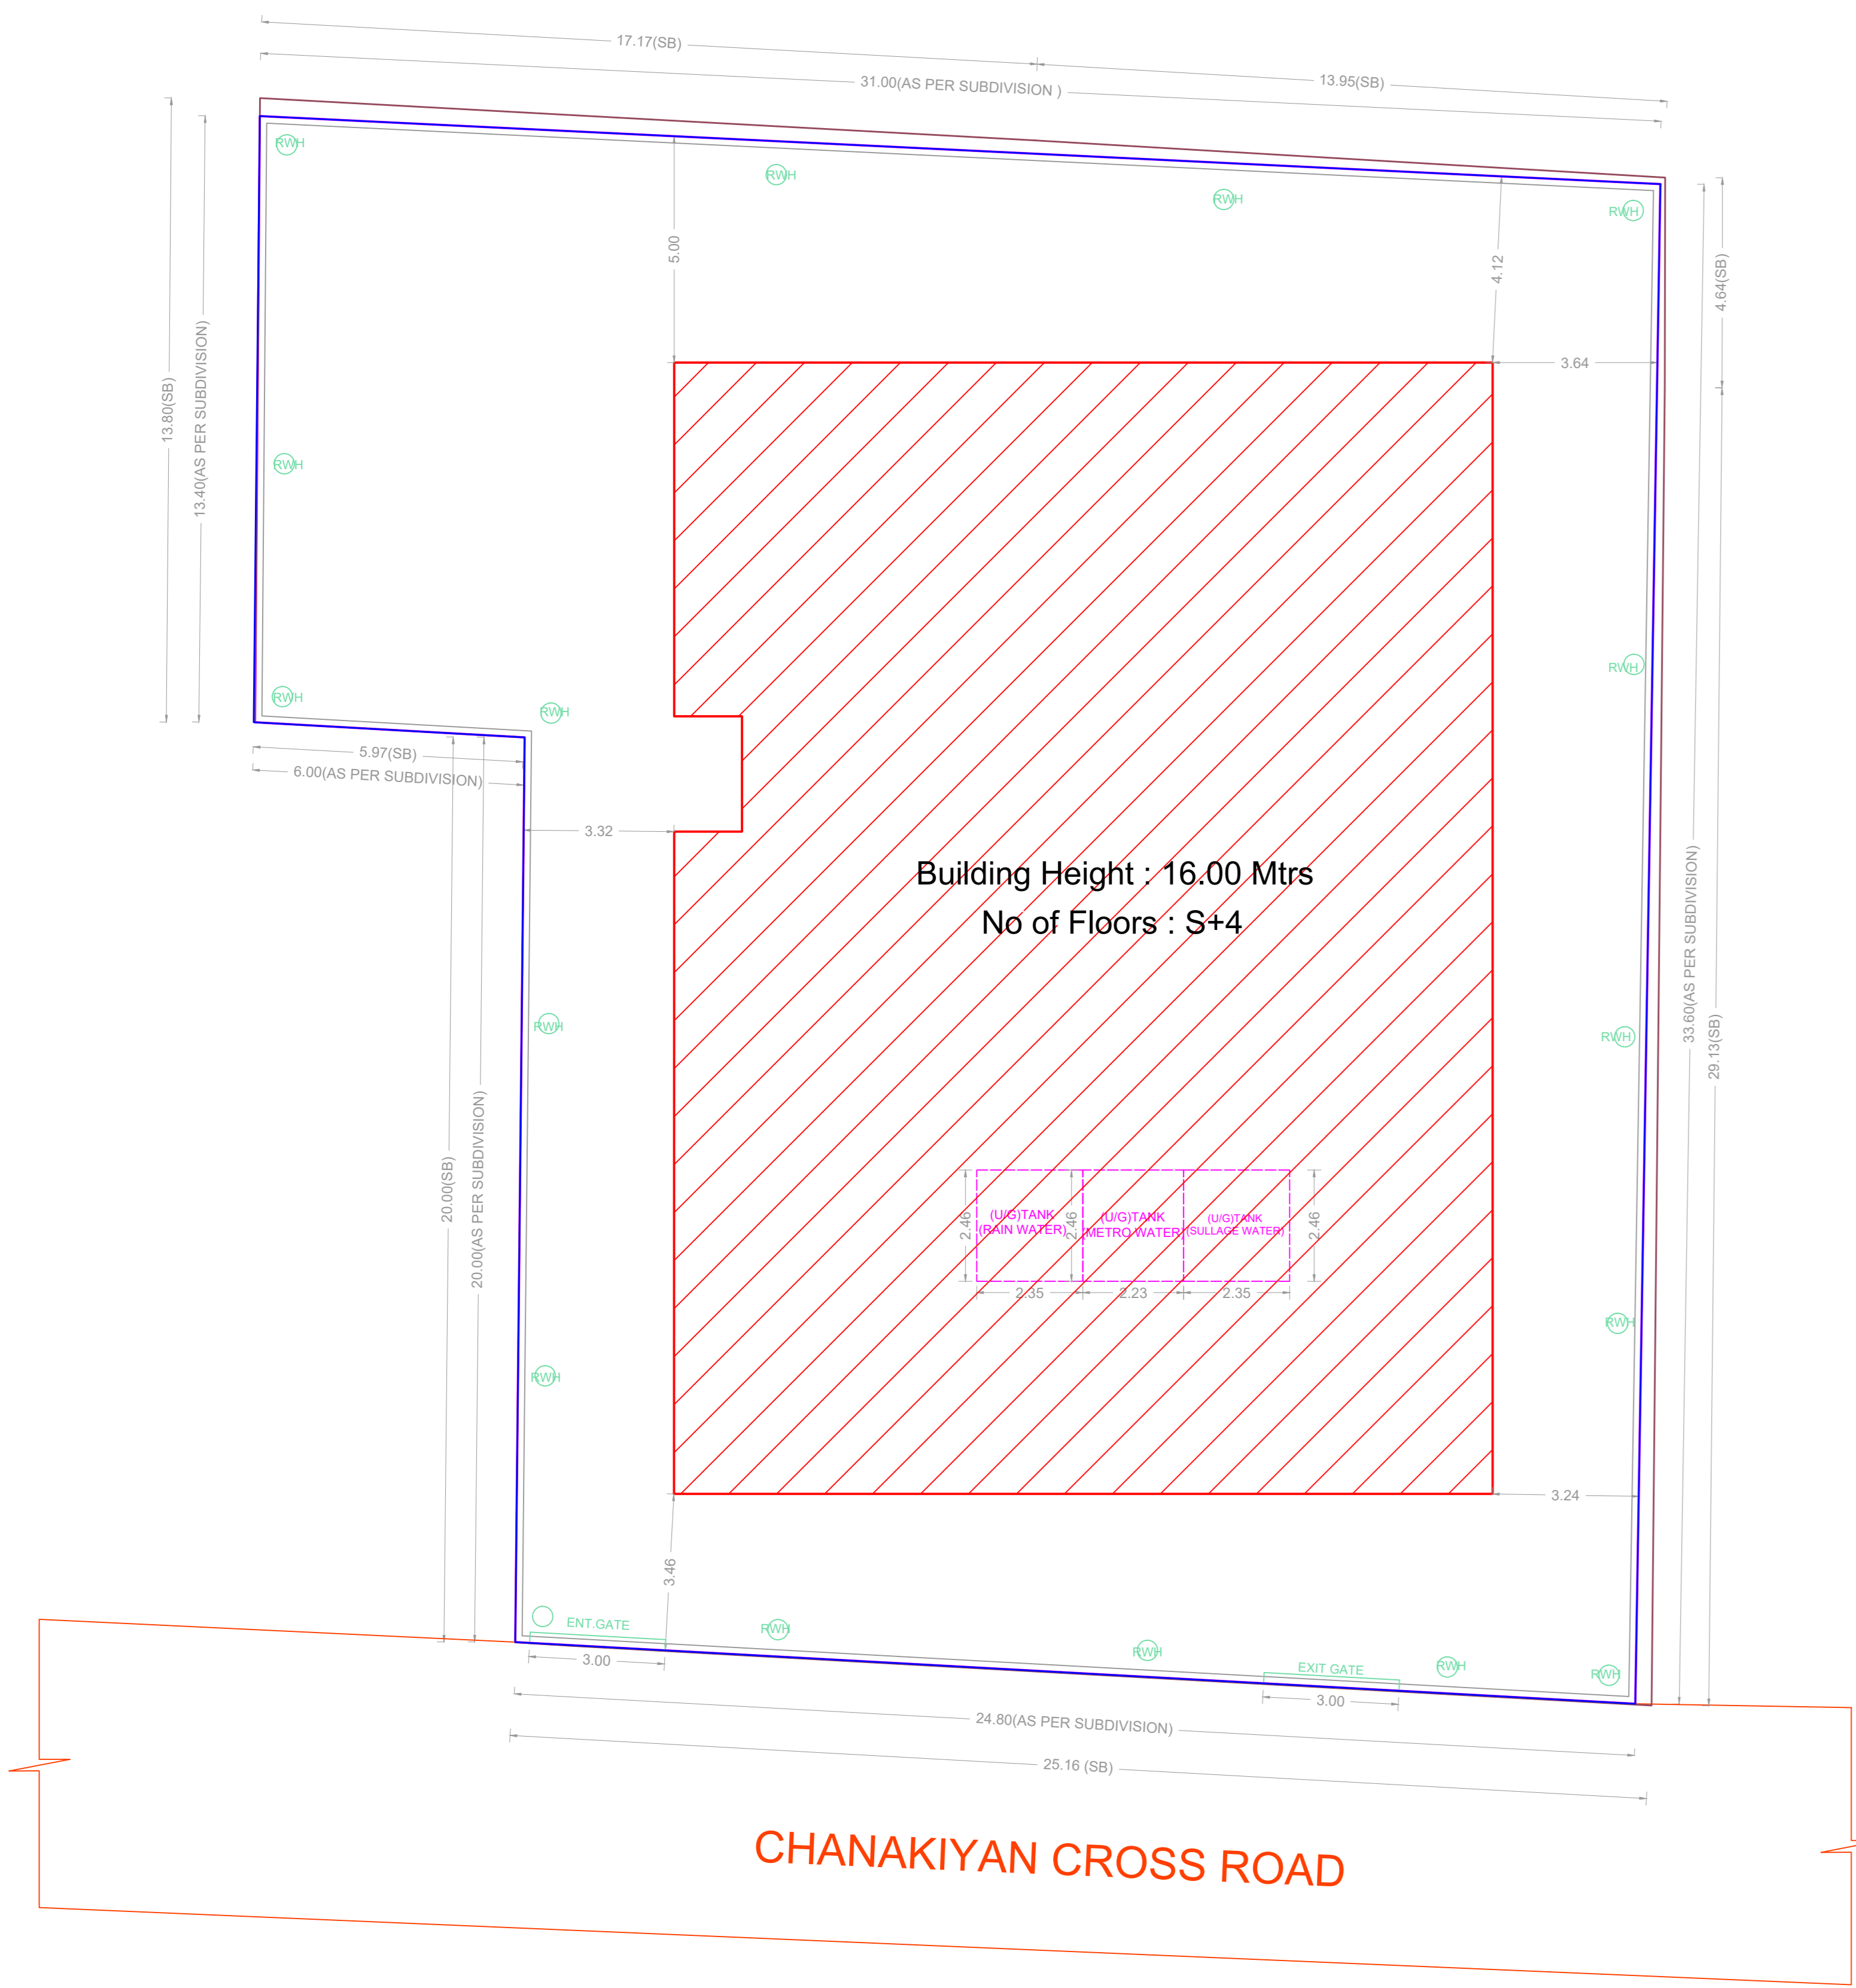 17.17(SB)
13.95(SB)
31.00(AS PER SUBDIVISION )
RWH
RWH
RWH
RWH
5.00
4.12
4.64(SB)
3.64
13.80(SB)
13.40(AS PER SUBDIVISION)
RWH
RWH
RWH
RWH
5.97(SB)
6.00(AS PER SUBDIVISION)
3.32
Building Height : 16.00 Mtrs
No of Floors : S+4
33.60(AS PER SUBDIVISION)
29.13(SB)
RWH
RWH
20.00(SB)
20.00(AS PER SUBDIVISION)
2.46
(U/G)TANK
(RAIN WATER)
2.46
(U/G)TANK
(METRO WATER)
(U/G)TANK
(SULLAGE WATER)
2.46
2.35
2.23
2.35
RWH
RWH
3.24
3.46
ENT.GATE
RWH
RWH
EXIT GATE
RWH
RWH
3.00
3.00
24.80(AS PER SUBDIVISION)
25.16 (SB)
CHANAKIYAN CROSS ROAD